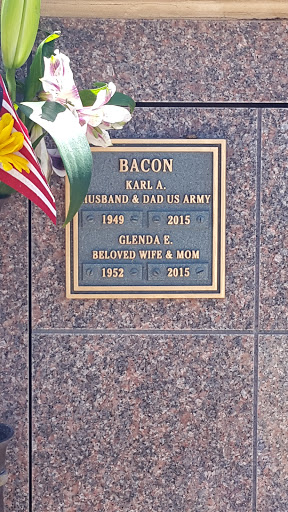 BACON
KARL A.
HUSBAND & DAD US ARMY
1949 2015
GLENDA E.
BELOVED WIFE & MOM
1952 2015